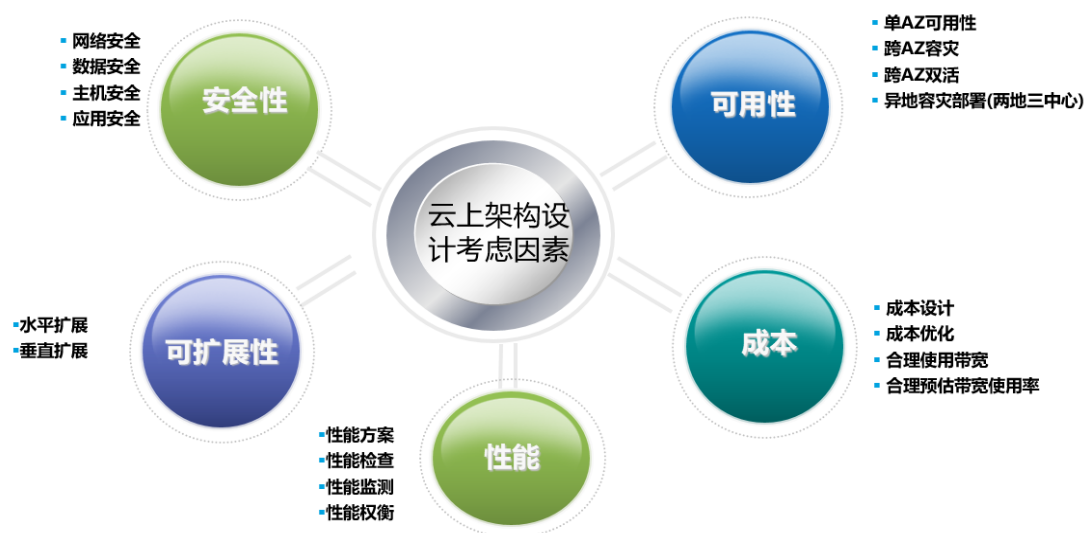 网络安全
数据安全
主机安全
应用安全
安全性
可用性
单AZ可用性
跨AZ容灾
跨AZ双活
异地容灾部署(两地三中心)
云上架构设
计考虑因素
水平扩展
垂直扩展
可扩展性
成本
成本设计
成本优化
合理使用带宽
合理预估带宽使用率
性能方案
性能检查
性能监测
性能权衡
性能